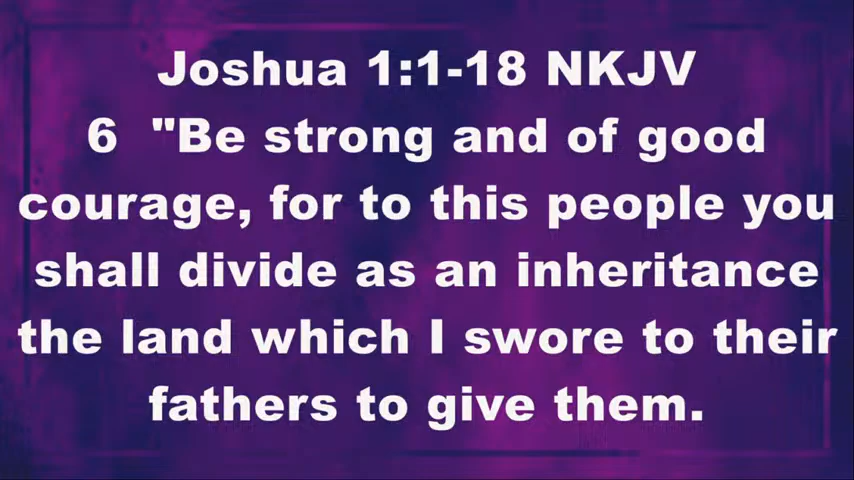 Joshua 1:1-18 NKJV
6 "Be strong and of good
courage, for to this people you
shall divide as an inheritance
the land which I swore to their
fathers to give them.